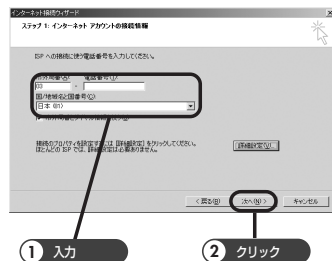 インターネット接続ウィザード
ステップ 1: インターネット アカウントの接続情報
ISP への接続に使う電話番号を入力してください。
市外局番(A): 電話番号(T):
03 -
国/地域名と国番号(C):
日本 (81)
接続のプロパティを設定するには [詳細設定] をクリックしてください。
ほとんどの ISP では、詳細設定は必要ありません。
詳細設定(V)...
< 戻る(B) 次へ(N) > キャンセル
1 入力
2 クリック